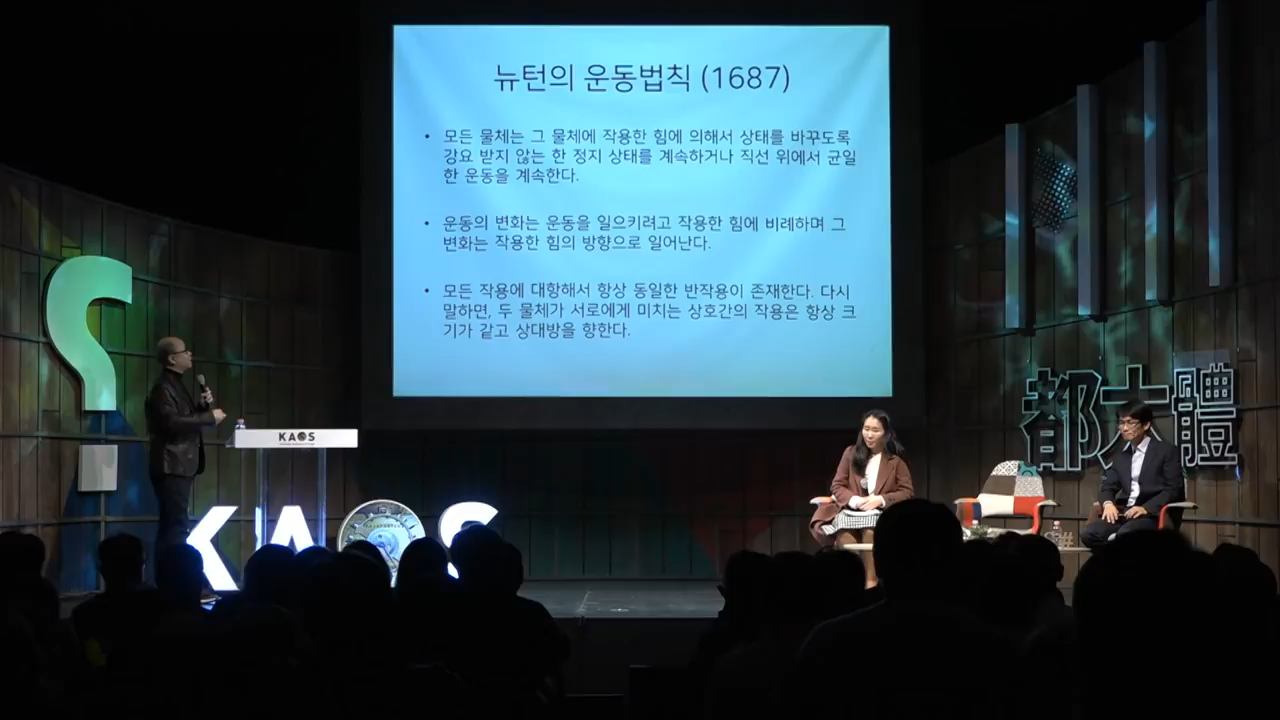 뉴턴의 운동법칙 (1687)
• 모든 물체는 그 물체에 작용한 힘에 의해서 상태를 바꾸도록
강요 받지 않는 한 정지 상태를 계속하거나 직선 위에서 균일
한 운동을 계속한다.
• 운동의 변화는 운동을 일으키려고 작용한 힘에 비례하며 그
변화는 작용한 힘의 방향으로 일어난다.
• 모든 작용에 대항해서 항상 동일한 반작용이 존재한다. 다시
말하면, 두 물체가 서로에게 미치는 상호간의 작용은 항상 크
기가 같고 상대방을 향한다.
都大體
KAOS
KAOS